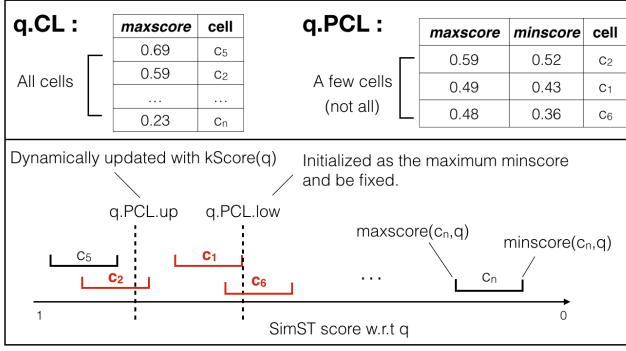 q.CL :
maxscore cell
0.69 c5
0.59 c2
... ...
0.23 cn
All cells
q.PCL :
maxscore minscore cell
0.59 0.52 c2
0.49 0.43 c1
0.48 0.36 c6
A few cells
(not all)
Dynamically updated with kScore(q)
Initialized as the maximum minscore
and be fixed.
q.PCL.up q.PCL.low
maxscore(cn,q)
minscore(cn,q)
c5 c1
c2 c6 ... cn
1 0
SimST score w.r.t q